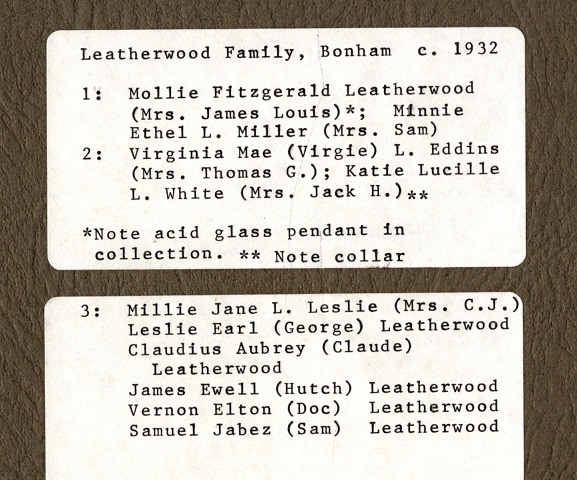 Leatherwood Family, Bonham c. 1932
1: Mollie Fitzgerald Leatherwood
(Mrs. James Louis)*; Minnie
Ethel L. Miller (Mrs. Sam)
2: Virginia Mae (Virgie) L. Eddins
(Mrs. Thomas G.); Katie Lucille
L. White (Mrs. Jack H.)**
*Note acid glass pendant in
collection. ** Note collar
3: Millie Jane L. Leslie (Mrs. C.J.)
Leslie Earl (George) Leatherwood
Claudius Aubrey (Claude)
Leatherwood
James Ewell (Hutch) Leatherwood
Vernon Elton (Doc) Leatherwood
Samuel Jabez (Sam) Leatherwood